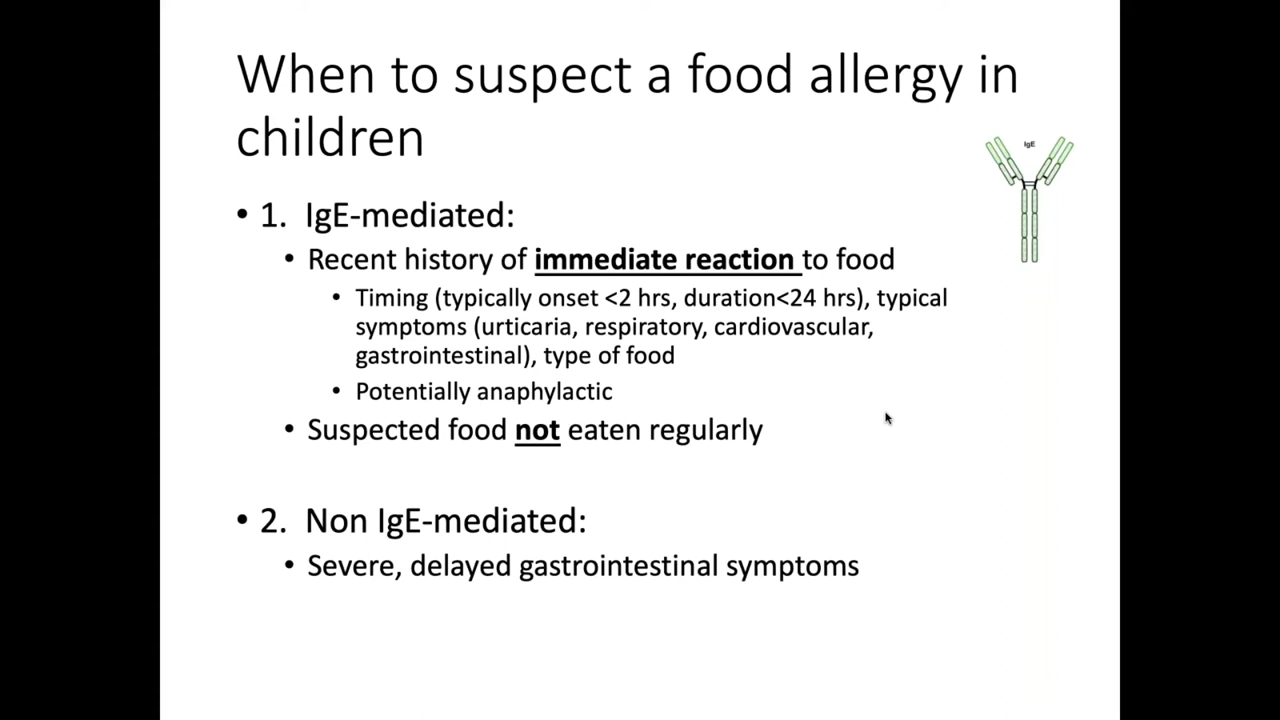 When to suspect a food allergy in
children
IgE
• 1. IgE-mediated:
• Recent history of immediate reaction to food
• Timing (typically onset <2 hrs, duration<24 hrs), typical
symptoms (urticaria, respiratory, cardiovascular,
gastrointestinal), type of food
• Potentially anaphylactic
• Suspected food not eaten regularly
• 2. Non IgE-mediated:
• Severe, delayed gastrointestinal symptoms